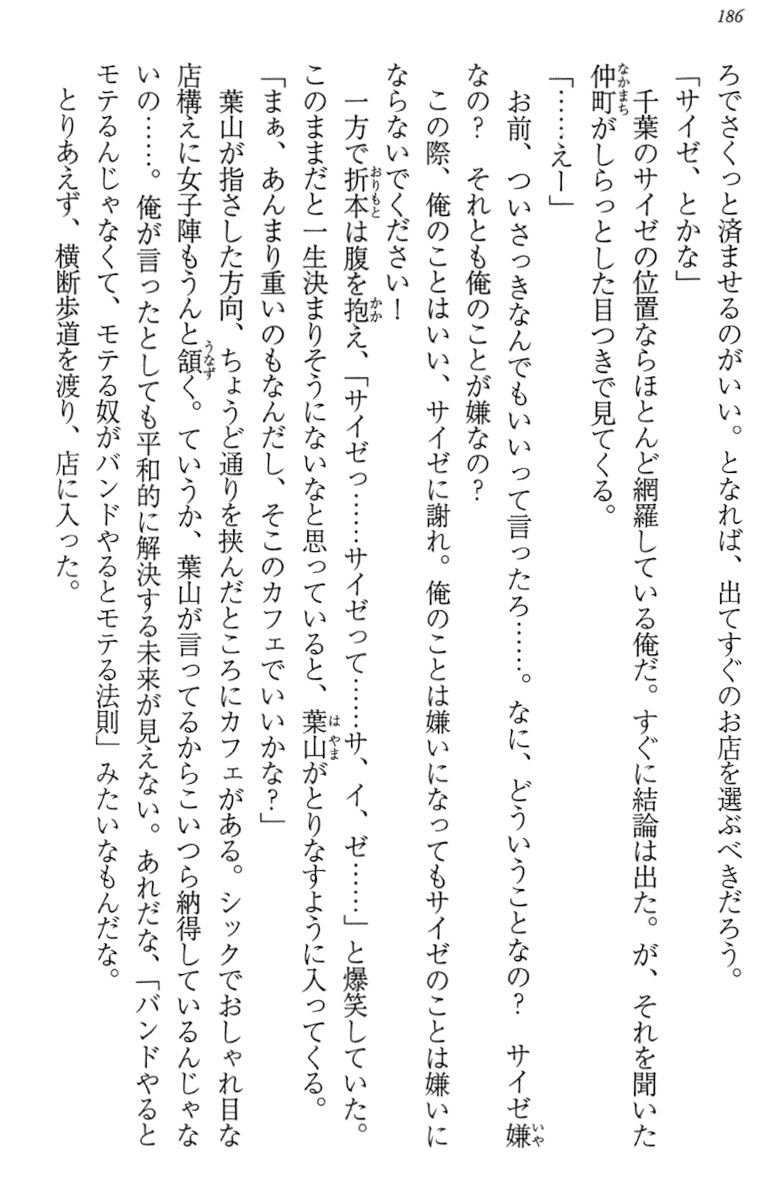 186
ろでさくっと済ませるのがいい。となれば、出てすぐのお店を選ぶべきだろう。
「サイゼ、とかな」
千葉のサイゼの位置ならほとんど網羅している俺だ。すぐに結論は出た。が、それを聞いた
仲町がしらっとした目つきで見てくる。
「……えー」
お前、ついさっきなんでもいいって言ったろ……。なに、どういうことなの？　サイゼ嫌
なの？　それとも俺のことが嫌なの？
この際、俺のことはいい、サイゼに謝れ。俺のことは嫌いになってもサイゼのことは嫌いに
ならないでください！
一方で折本は腹を抱え、「サイゼっ……サイゼって……サ、イ、ゼ……」と爆笑していた。
このままだと一生決まりそうにないなと思っていると、葉山がとりなすように入ってくる。
「まぁ、あんまり重いのもなんだし、そこのカフェでいいかな？」
葉山が指さした方向、ちょうど通りを挟んだところにカフェがある。シックでおしゃれ目な
店構えに女子陣もうんと頷く。ていうか、葉山が言ってるからこいつら納得しているんじゃな
いの……。俺が言ったとしても平和的に解決する未来が見えない。あれだな、「バンドやると
モテるんじゃなくて、モテる奴がバンドやるとモテる法則」みたいなもんだな。
とりあえず、横断歩道を渡り、店に入った。